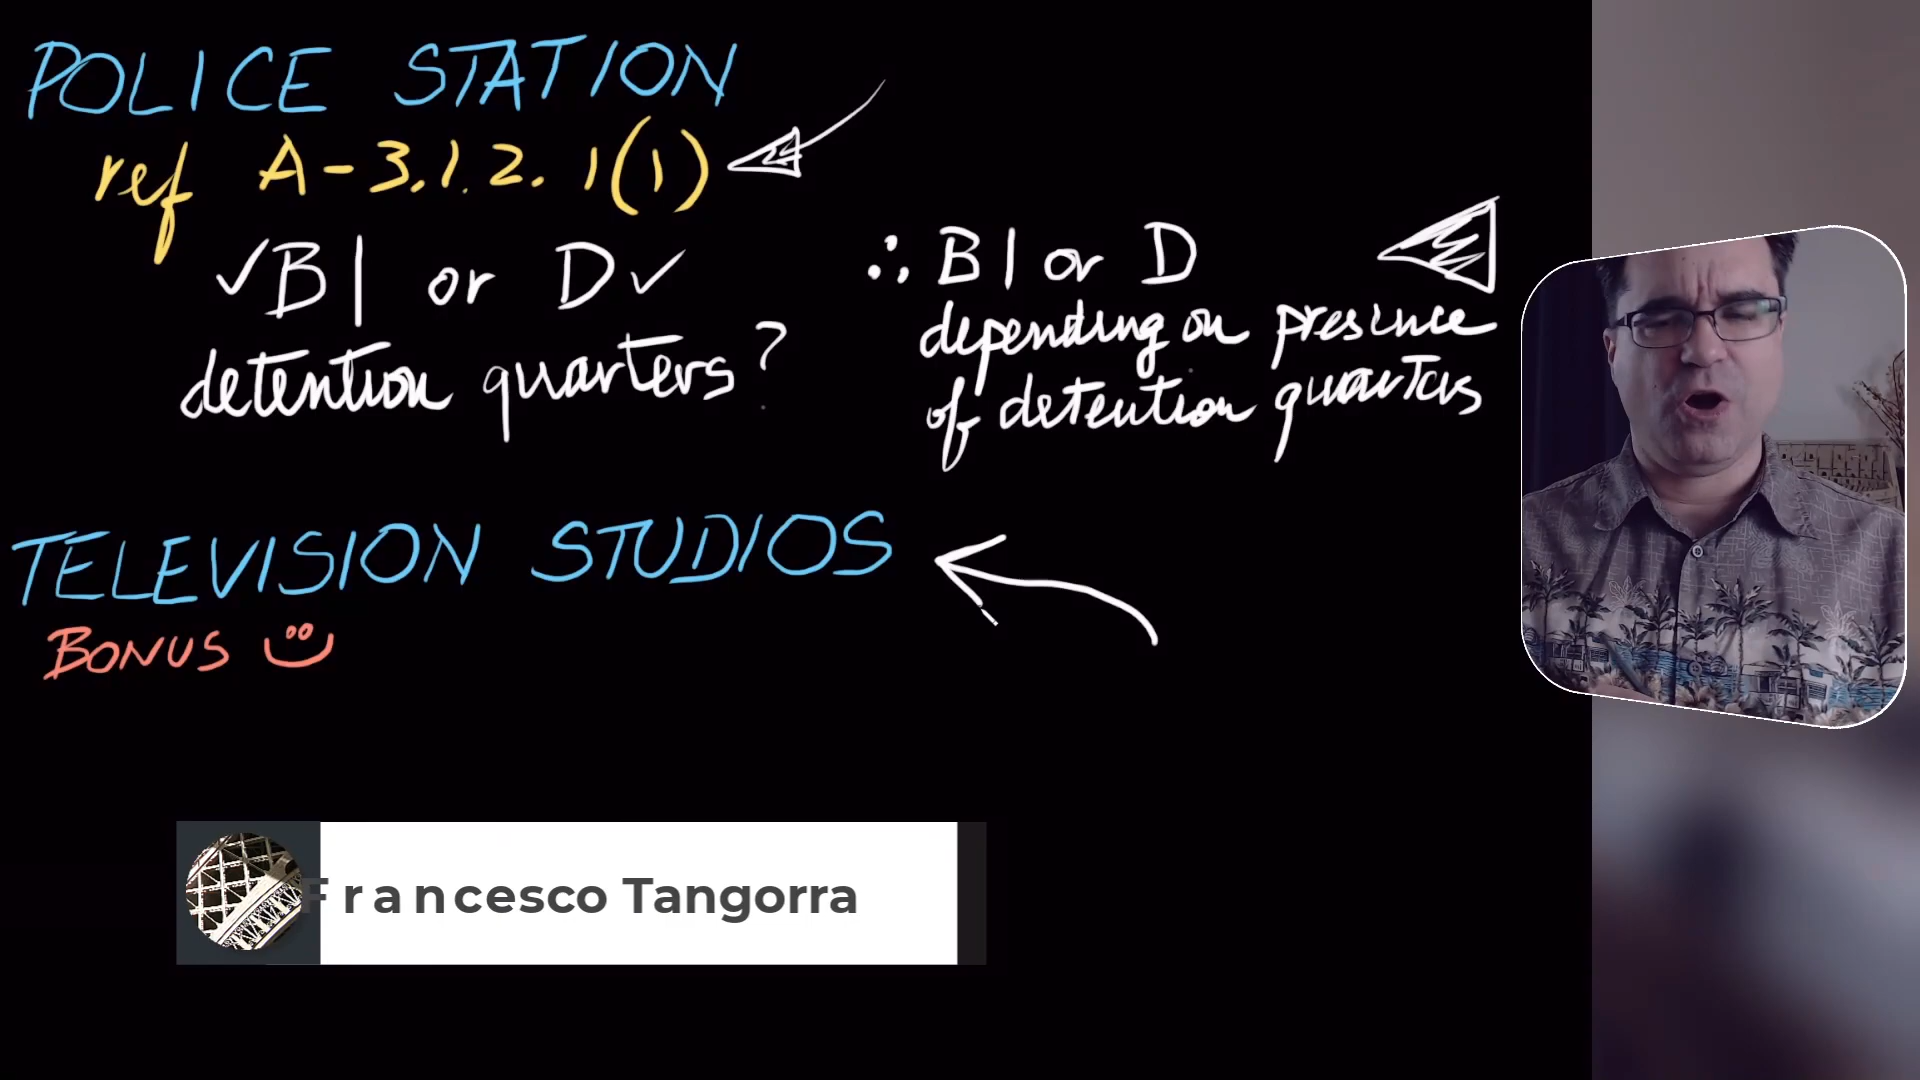 POLICE STATION
ref A-3.1.2.1(1)
✓B1 or D✓
detention quarters?
∴ B1 or D
depending on presence
of detention quarters
TELEVISION STUDIOS
BONUS
Francesco Tangorra